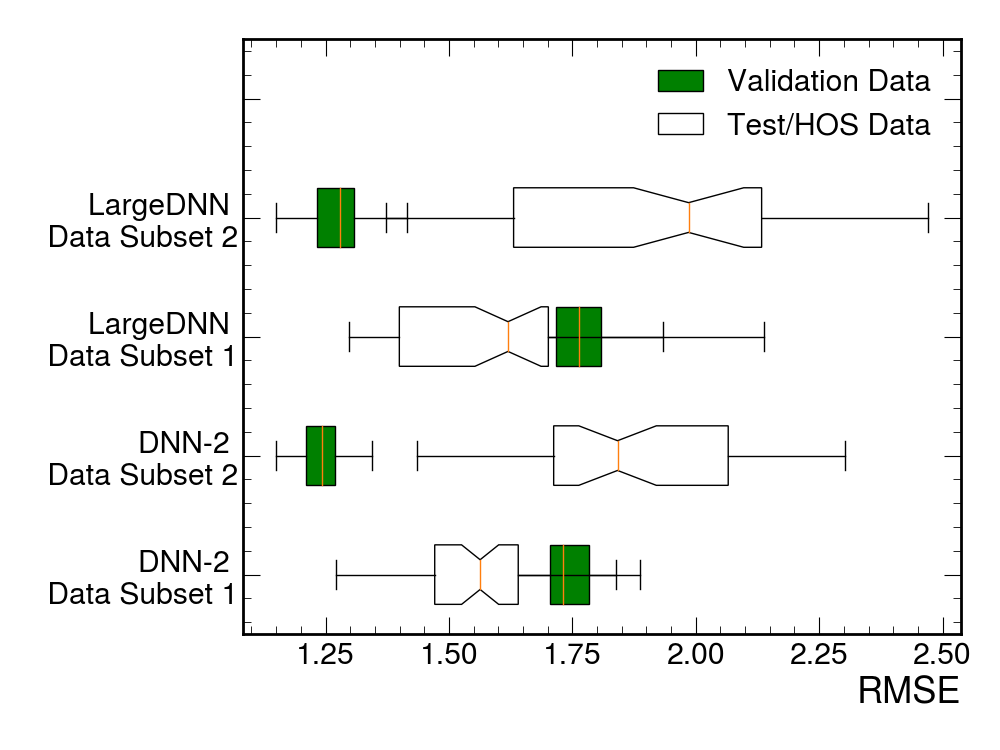 Validation Data
Test/HOS Data
LargeDNN
Data Subset 2
LargeDNN
Data Subset 1
DNN-2
Data Subset 2
DNN-2
Data Subset 1
1.25 1.50 1.75 2.00 2.25 2.50
RMSE